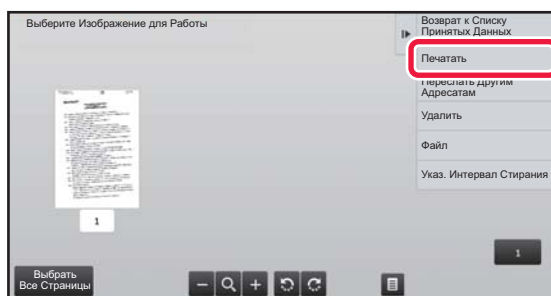 Выберите Изображение для Работы
Возврат к Списку
Принятых Данных
Печатать
Переслать Другим
Адресатам
Удалить
Файл
Указ. Интервал Стирания
1
1
Выбрать
Все Страницы